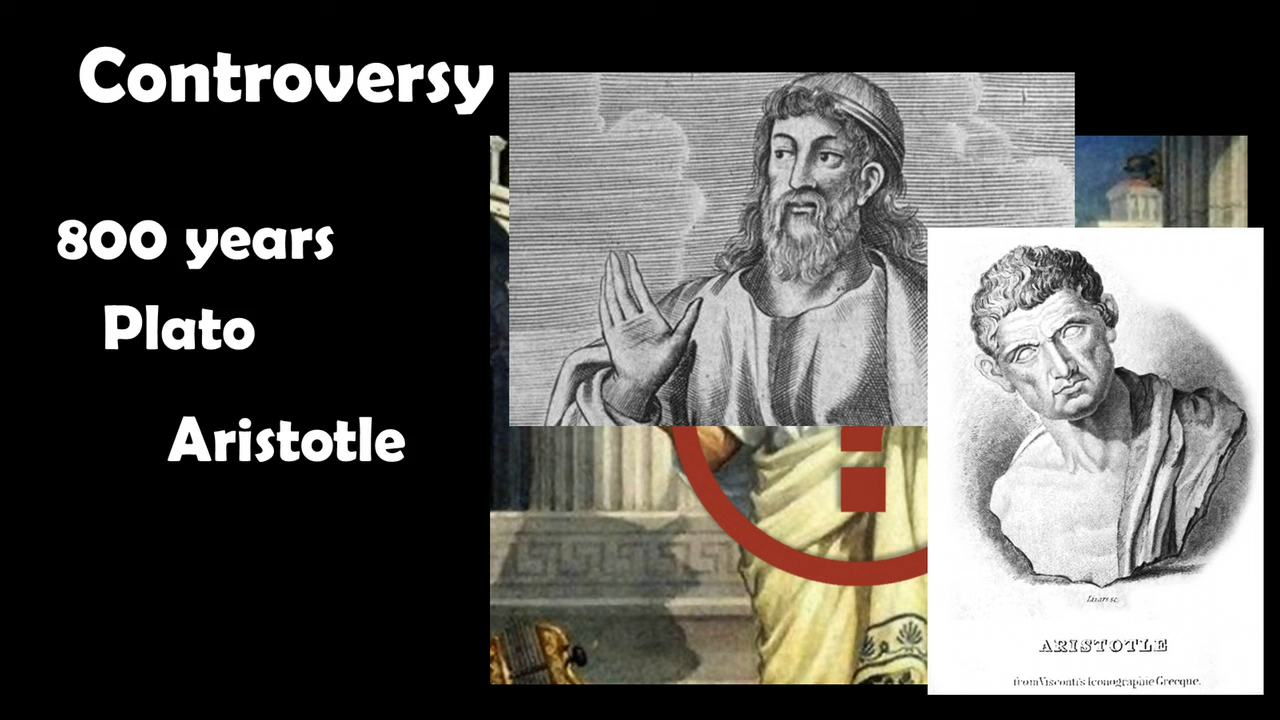 Controversy
800 years
Plato
Aristotle
ARISTOTLE
from Visconti's Iconographie Grecque.